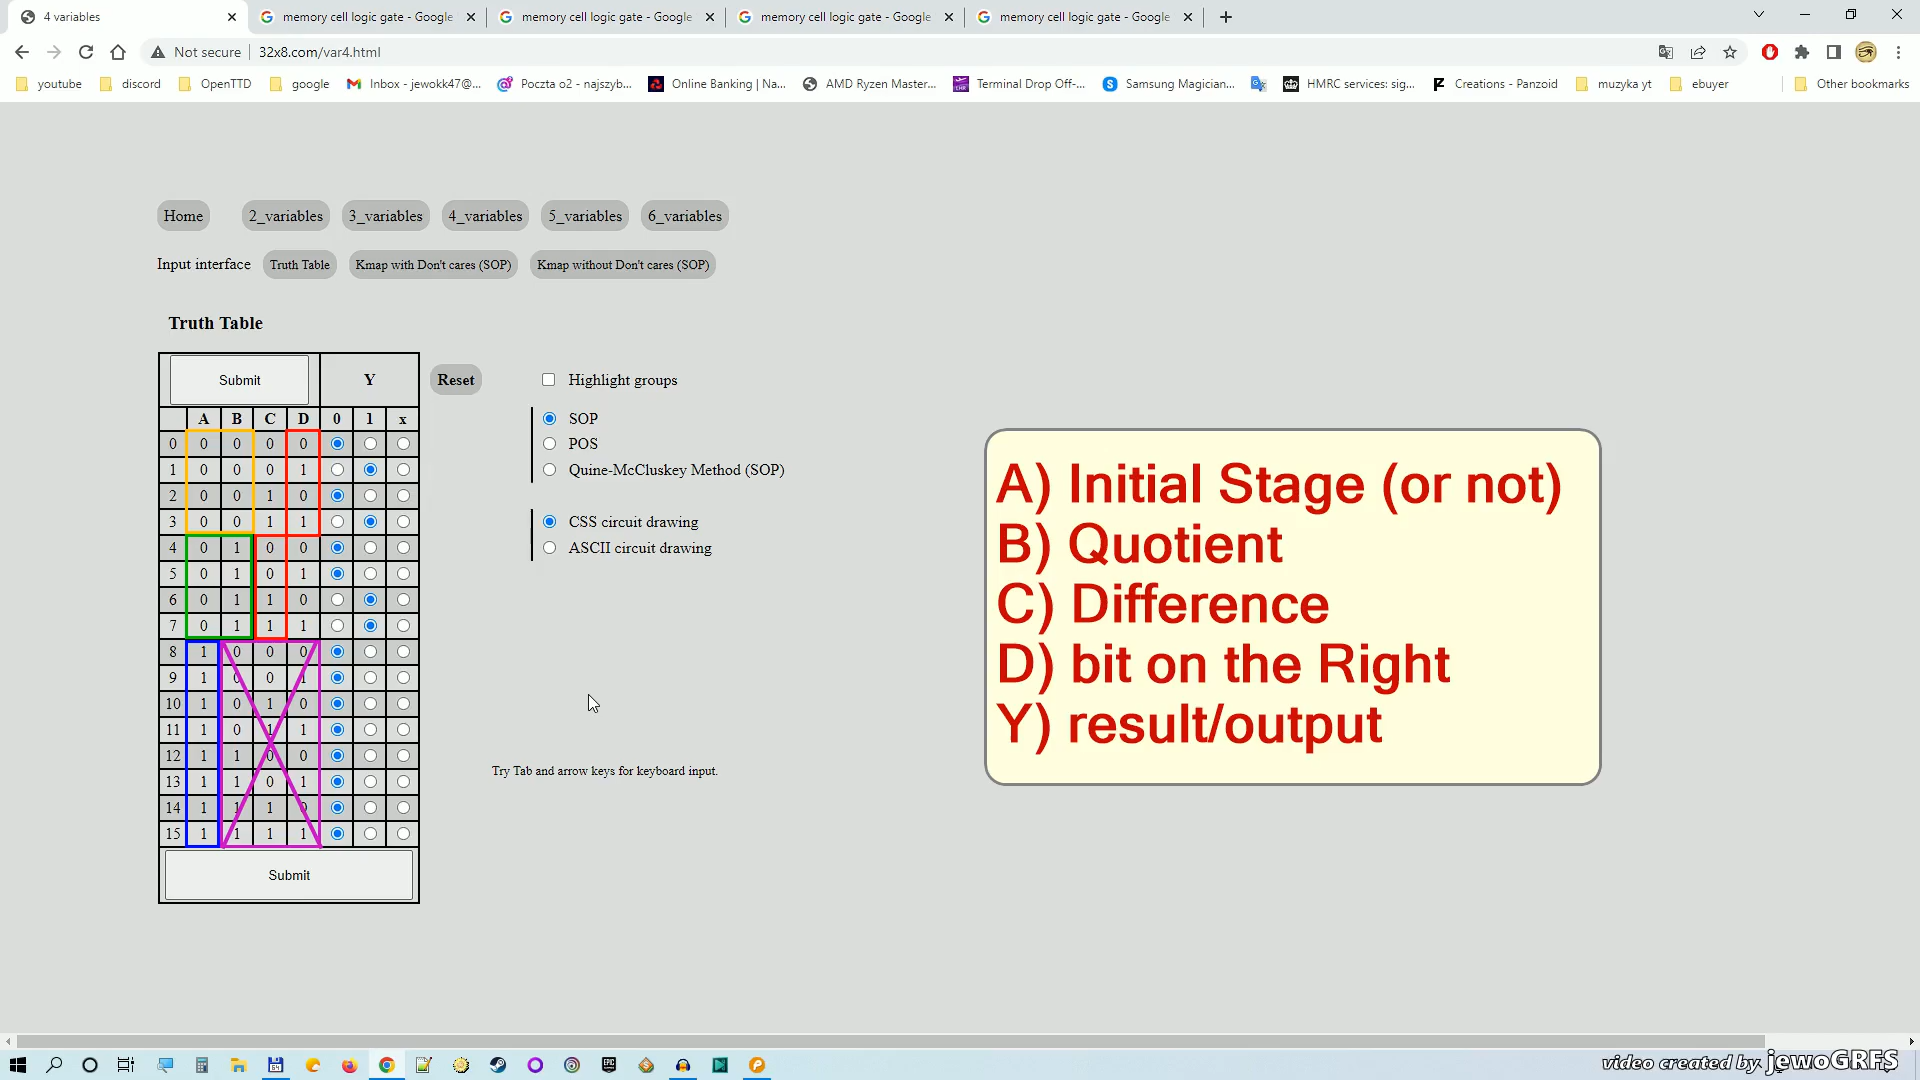 4 variables
memory cell logic gate - Google
memory cell logic gate - Google
memory cell logic gate - Google
memory cell logic gate - Google
Not secure
32x8.com/var4.html
youtube
discord
OpenTTD
google
Inbox - jewokk47@...
Poczta o2 - najszyb...
Online Banking | Na...
AMD Ryzen Master...
Terminal Drop Off-...
Samsung Magician...
HMRC services: sig...
Creations - Panzoid
muzyka yt
ebuyer
Other bookmarks
Home 2_variables 3_variables 4_variables 5_variables 6_variables
Input interface Truth Table Kmap with Don't cares (SOP) Kmap without Don't cares (SOP)
Truth Table
Submit Y Reset
A B C D 0 1 x
0 0 0 0 0
1 0 0 0 1
2 0 0 1 0
3 0 0 1 1
4 0 1 0 0
5 0 1 0 1
6 0 1 1 0
7 0 1 1 1
8 1 0 0 0
9 1 0 0 1
10 1 0 1 0
11 1 0 1 1
12 1 1 0 0
13 1 1 0 1
14 1 1 1 0
15 1 1 1 1
Submit
Highlight groups
SOP
POS
Quine-McCluskey Method (SOP)
CSS circuit drawing
ASCII circuit drawing
Try Tab and arrow keys for keyboard input.
A) Initial Stage (or not)
B) Quotient
C) Difference
D) bit on the Right
Y) result/output
video created by jewoGRFS